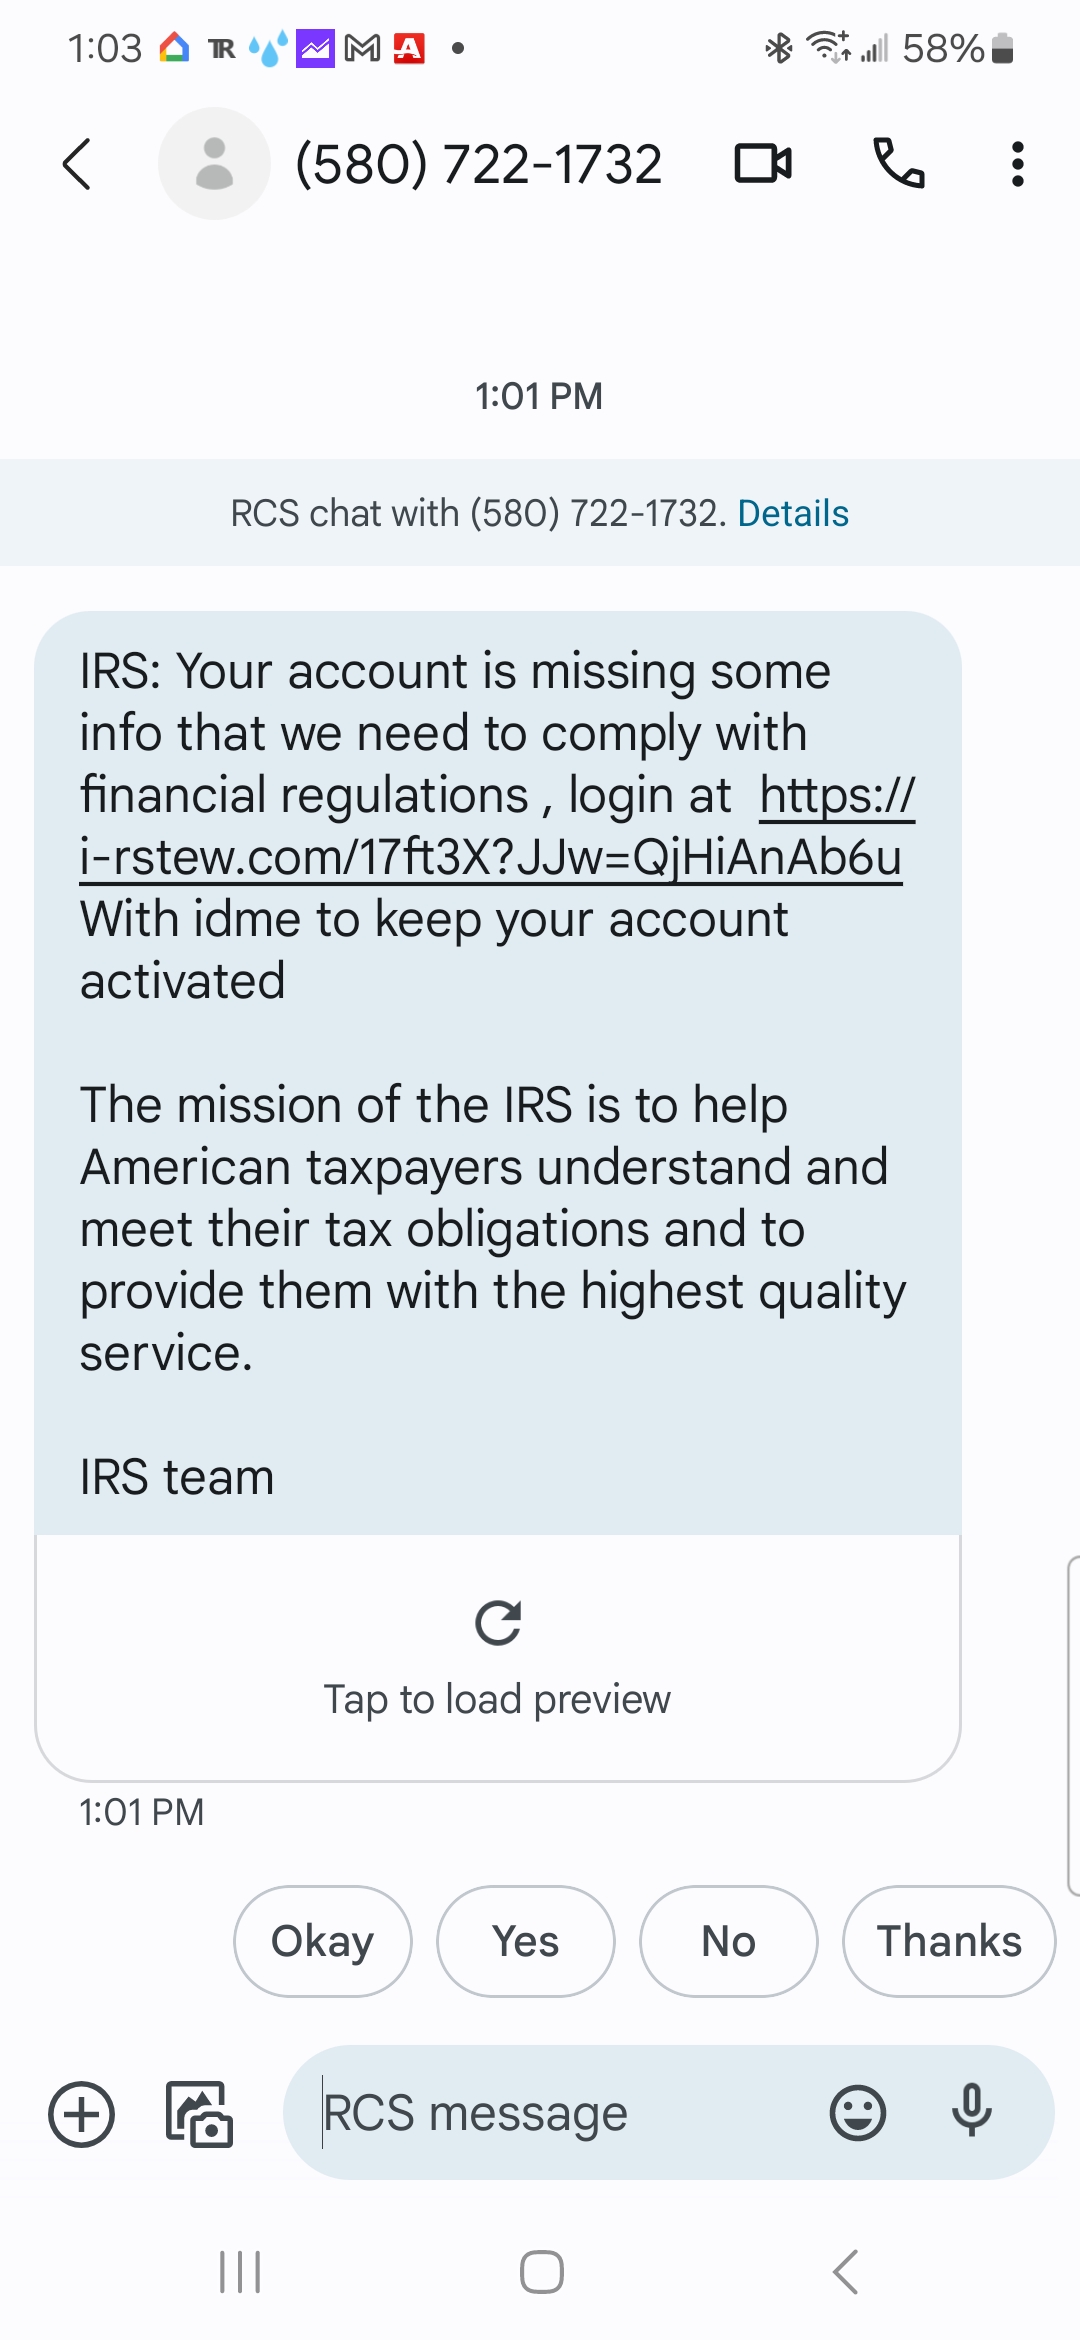 1:03 TR M A 58%
(580) 722-1732
1:01 PM
RCS chat with (580) 722-1732. Details
IRS: Your account is missing some
info that we need to comply with
financial regulations , login at  https://
i-rstew.com/17ft3X?JJw=QjHiAnAb6u
With idme to keep your account
activated
The mission of the IRS is to help
American taxpayers understand and
meet their tax obligations and to
provide them with the highest quality
service.
IRS team
Tap to load preview
1:01 PM
Okay Yes No Thanks
RCS message